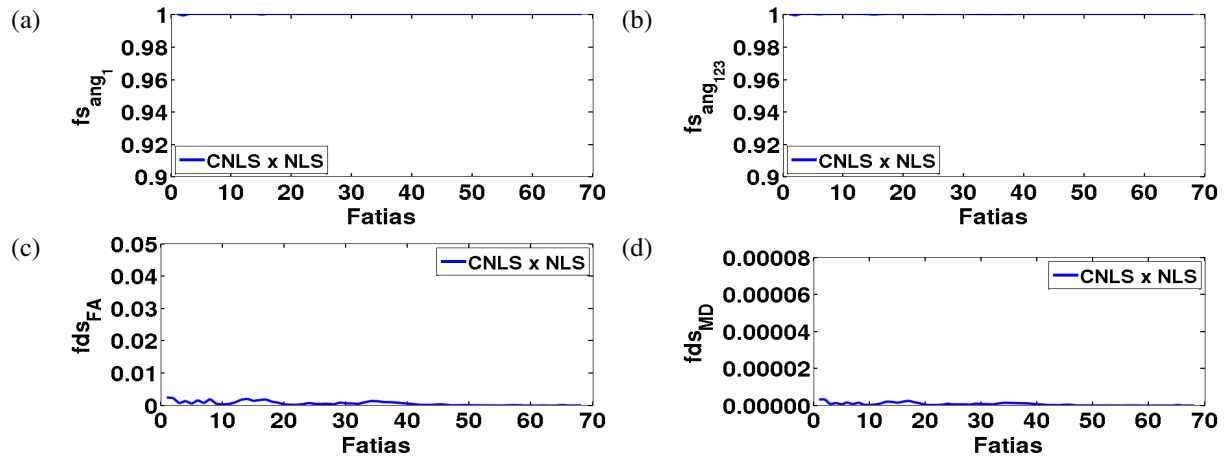 (a)
1
0.98
0.96
0.94
0.92
0.9
fs_ang_1
CNLS x NLS
0 10 20 30 40 50 60 70
Fatias
(b)
1
0.98
0.96
0.94
0.92
0.9
fs_ang_123
CNLS x NLS
0 10 20 30 40 50 60 70
Fatias
(c)
0.05
0.04
0.03
0.02
0.01
0
fds_FA
CNLS x NLS
0 10 20 30 40 50 60 70
Fatias
(d)
0.00008
0.00006
0.00004
0.00002
0.00000
fds_MD
CNLS x NLS
0 10 20 30 40 50 60 70
Fatias